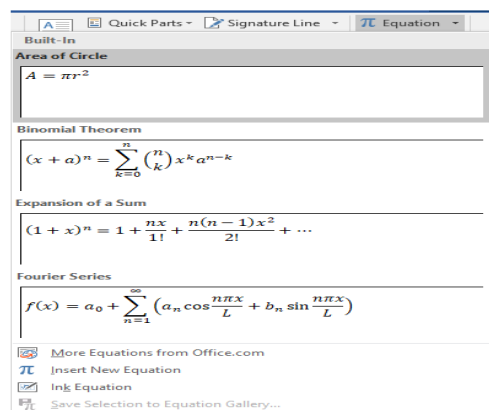 A Quick Parts Signature Line π Equation
Built-In
Area of Circle
A = πr²
Binomial Theorem
(x + a)ⁿ = ∑ₖ₌₀ⁿ (n k) xᵏaⁿ⁻ᵏ
Expansion of a Sum
(1 + x)ⁿ = 1 + nx/1! + n(n − 1)x²/2! + ⋯
Fourier Series
f(x) = a₀ + ∑ₙ₌₁^∞ (aₙ cos nπx/L + bₙ sin nπx/L)
More Equations from Office.com
π Insert New Equation
Ink Equation
π Save Selection to Equation Gallery...